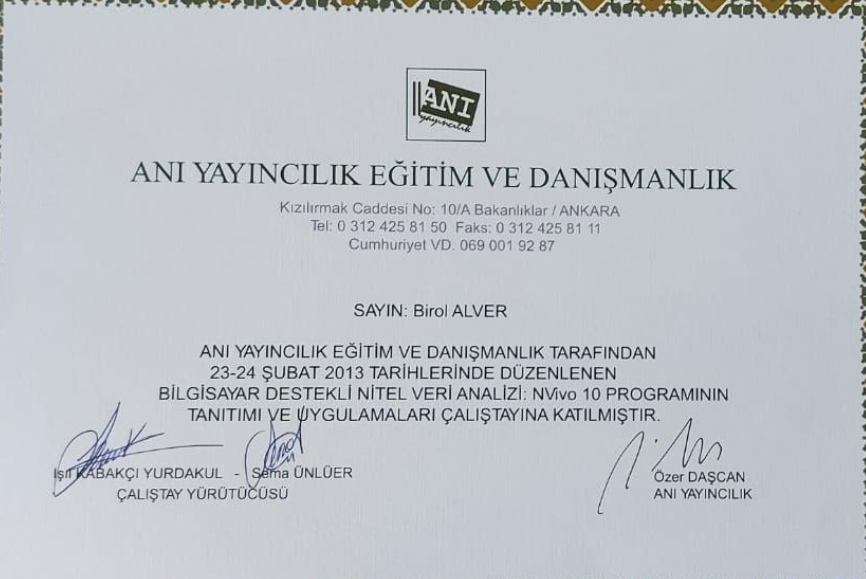 ANI
yayıncılık
ANI YAYINCILIK EĞİTİM VE DANIŞMANLIK
Kızılırmak Caddesi No: 10/A Bakanlıklar / ANKARA
Tel: 0 312 425 81 50 Faks: 0 312 425 81 11
Cumhuriyet VD. 069 001 92 87
SAYIN: Birol ALVER
ANI YAYINCILIK EĞİTİM VE DANIŞMANLIK TARAFINDAN
23-24 ŞUBAT 2013 TARİHLERİNDE DÜZENLENEN
BİLGİSAYAR DESTEKLİ NİTEL VERİ ANALİZİ: NVivo 10 PROGRAMININ
TANITIMI VE UYGULAMALARI ÇALIŞTAYINA KATILMIŞTIR.
Işıl KABAKÇI YURDAKUL - Sema ÜNLÜER
ÇALIŞTAY YÜRÜTÜCÜSÜ
Özer DAŞCAN
ANI YAYINCILIK